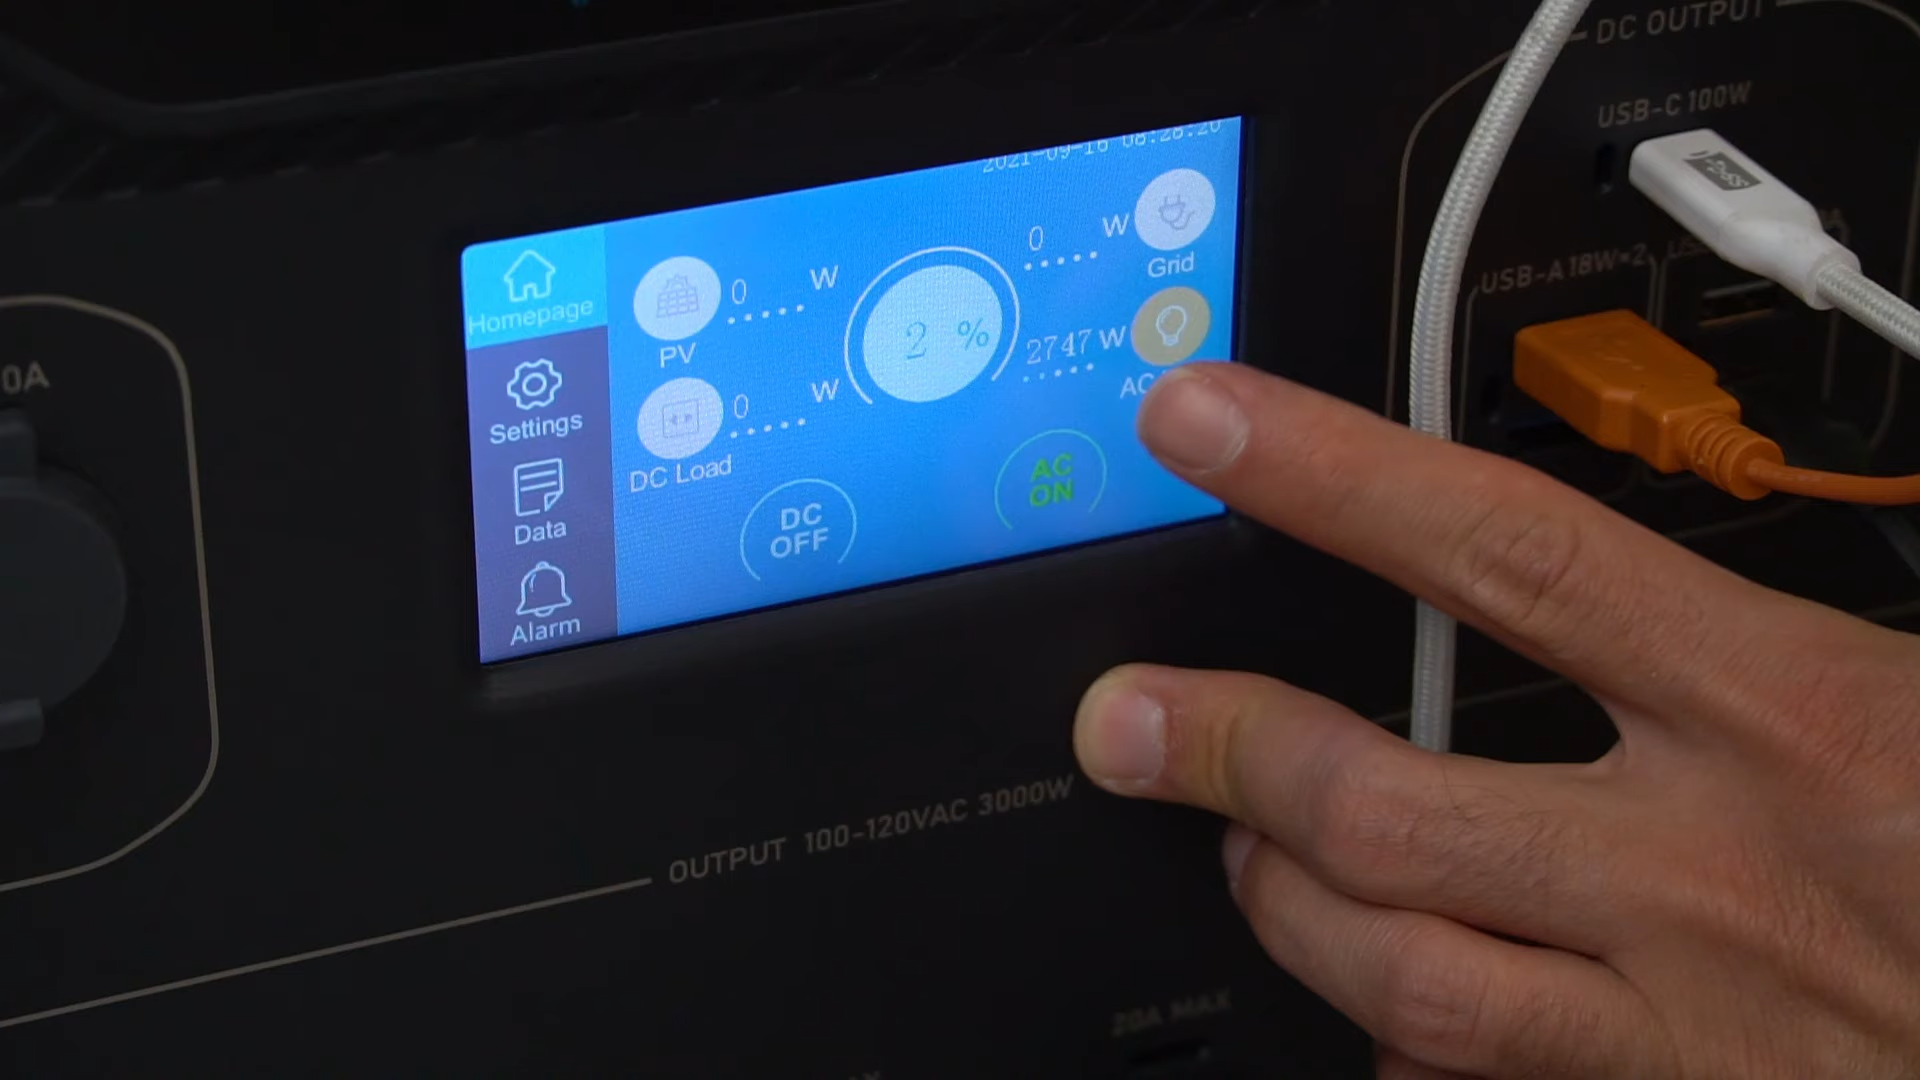 DC OUTPUT
USB-C 100W
USB-A 18W×2
0A
2021-09-16 08:28:20
Homepage
Settings
Data
Alarm
0 W
PV
0 W
DC Load
2 %
0 W
Grid
2747 W
AC
DC
OFF
AC
ON
OUTPUT 100-120VAC 3000W
20A MAX